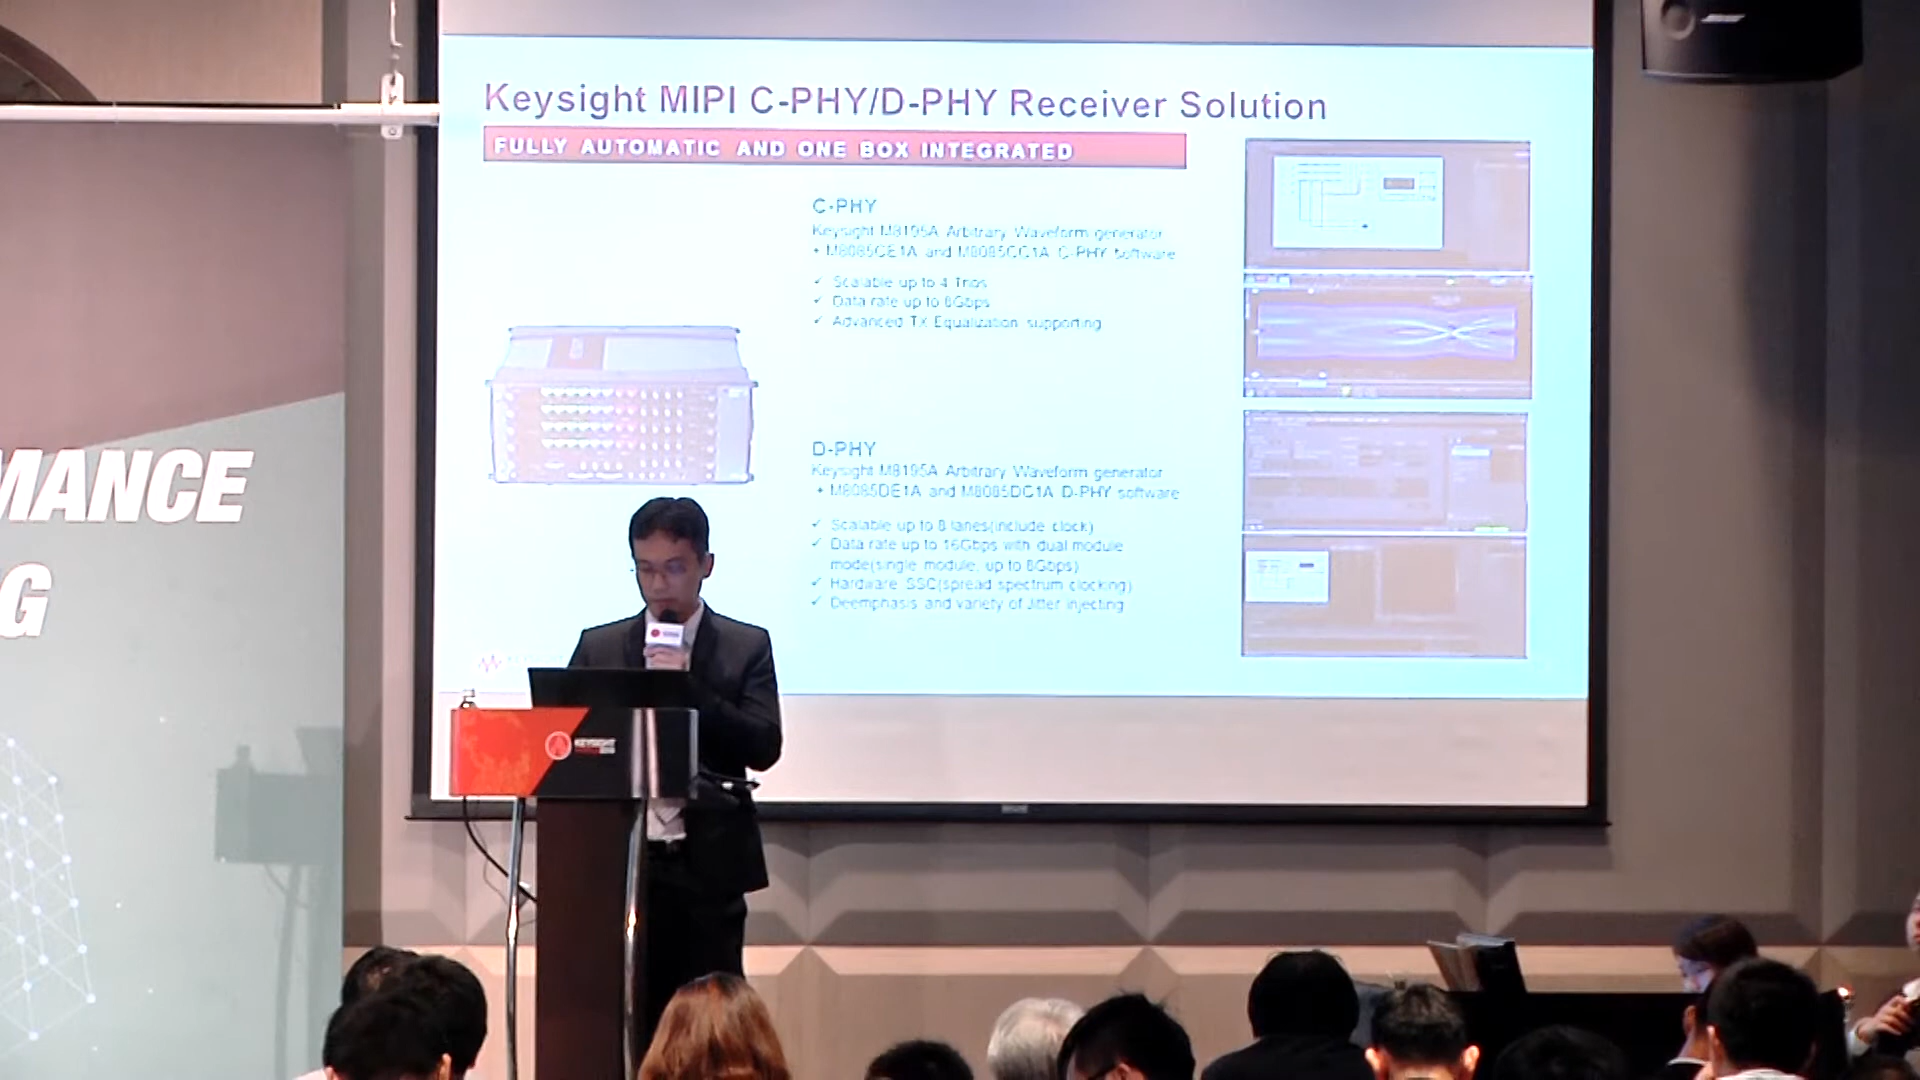 Keysight MIPI C-PHY/D-PHY Receiver Solution
FULLY AUTOMATIC AND ONE BOX INTEGRATED
C-PHY
Keysight M8195A Arbitrary Waveform generator
+ M8085CE1A and M8085CC1A C-PHY software
✓ Scalable up to 4 Trios
✓ Data rate up to 8Gbps
✓ Advanced TX Equalization supporting
D-PHY
Keysight M8195A Arbitrary Waveform generator
+ M8085DE1A and M8085DC1A D-PHY software
✓ Scalable up to 8 lanes(include clock)
✓ Data rate up to 16Gbps with dual module
mode(single module, up to 8Gbps)
✓ Hardware SSC(spread spectrum clocking)
✓ Deemphasis and variety of Jitter injecting
MANCE
G
KEYSIGHT